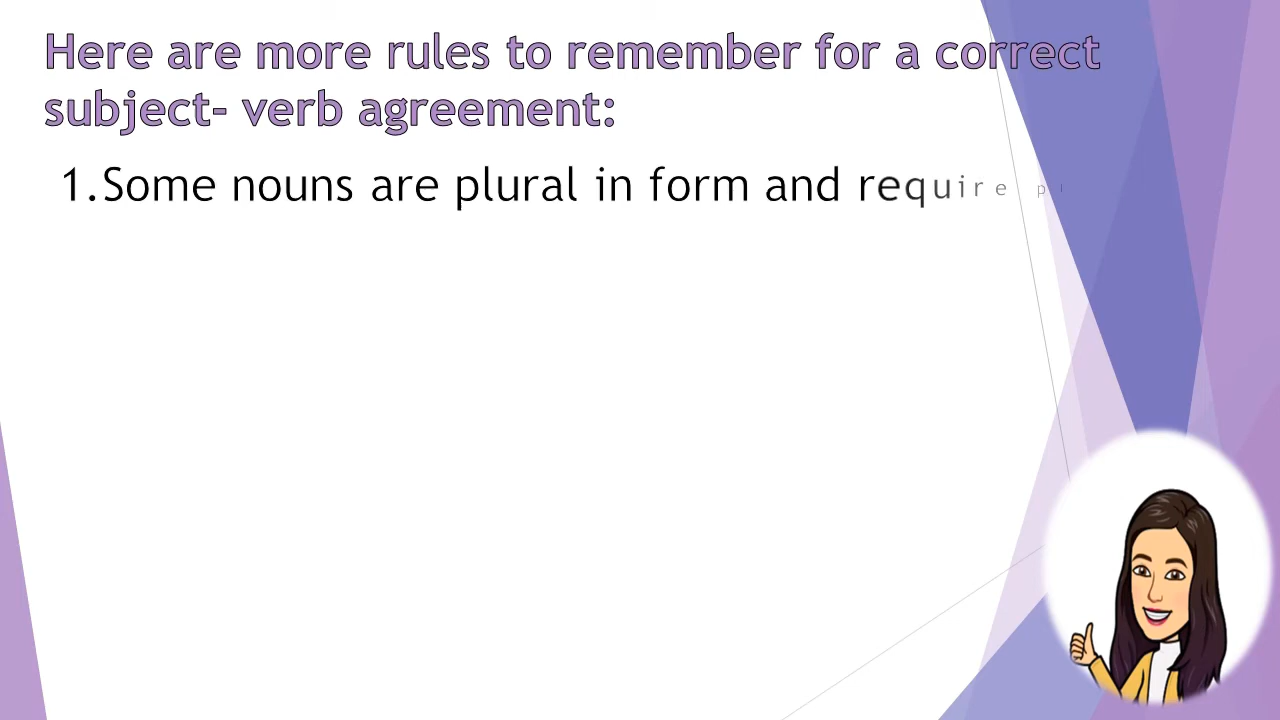 Here are more rules to remember for a correct
subject- verb agreement:
1.Some nouns are plural in form and require